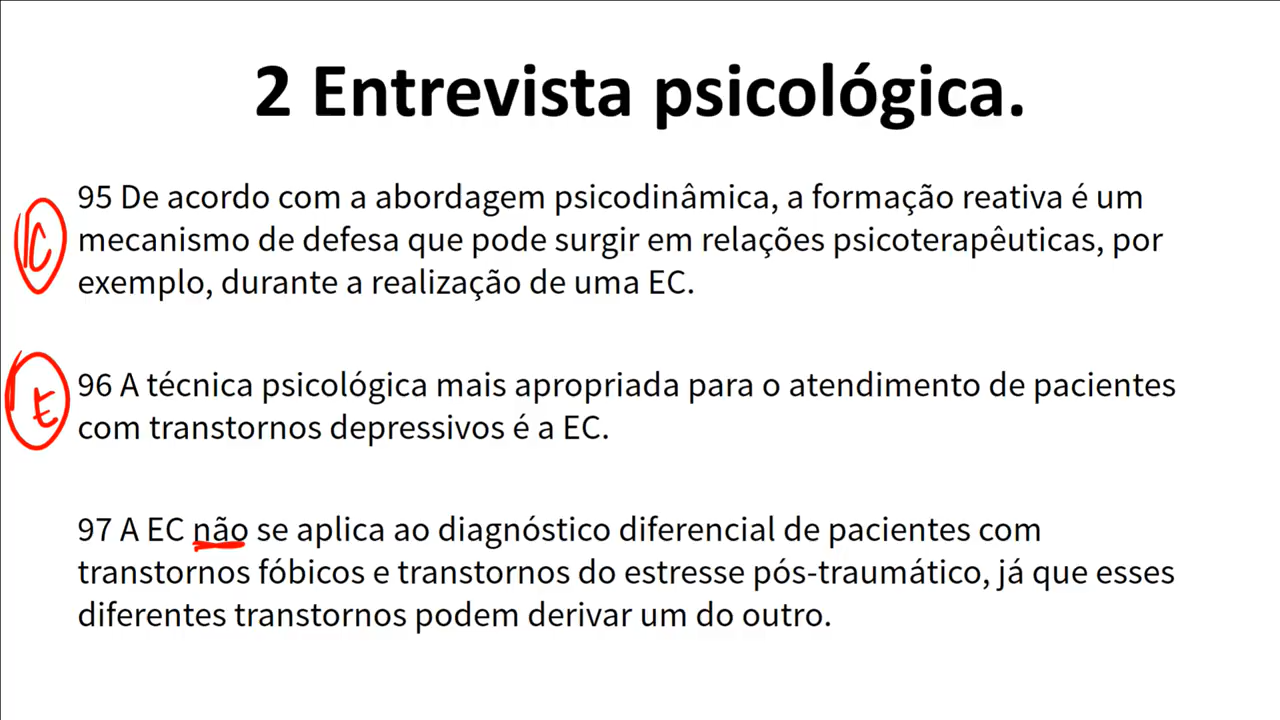 2 Entrevista psicológica.
95 De acordo com a abordagem psicodinâmica, a formação reativa é um
C mecanismo de defesa que pode surgir em relações psicoterapêuticas, por
exemplo, durante a realização de uma EC.
96 A técnica psicológica mais apropriada para o atendimento de pacientes
E com transtornos depressivos é a EC.
97 A EC não se aplica ao diagnóstico diferencial de pacientes com
transtornos fóbicos e transtornos do estresse pós-traumático, já que esses
diferentes transtornos podem derivar um do outro.